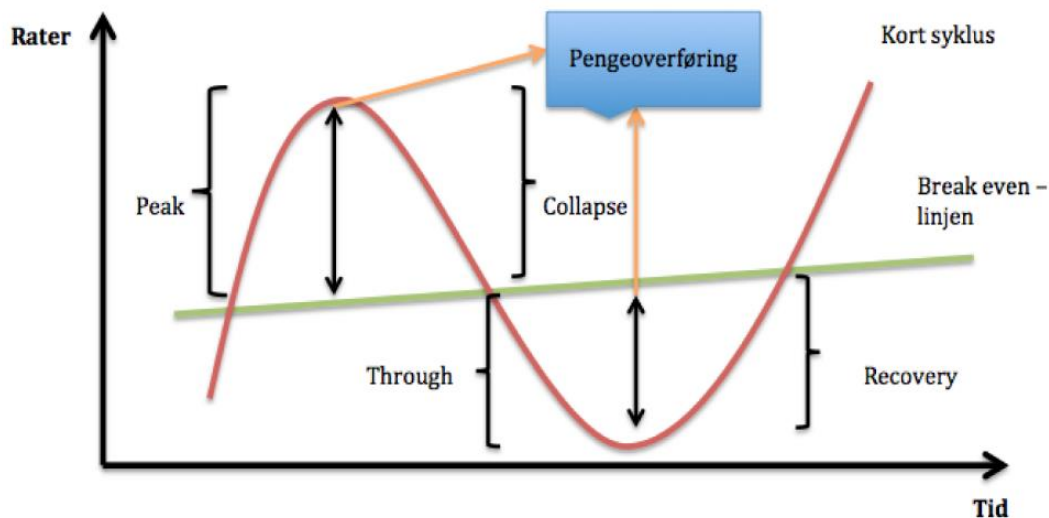 Rater
Pengeoverføring
Kort syklus
Peak
Collapse
Break even –
linjen
Through
Recovery
Tid